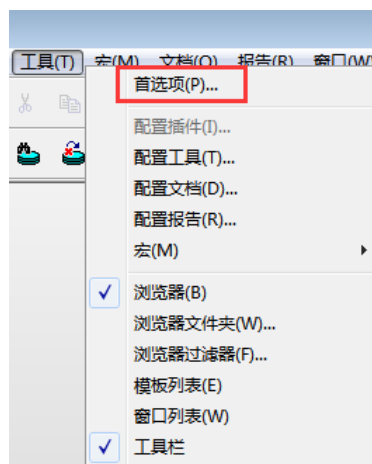 工具(T) 宏(M) 文档(O) 报告(R) 窗口(W
首选项(P)...
配置插件(I)...
配置工具(T)...
配置文档(D)...
配置报告(R)...
宏(M)
浏览器(B)
浏览器文件夹(W)...
浏览器过滤器(F)...
模板列表(E)
窗口列表(W)
工具栏